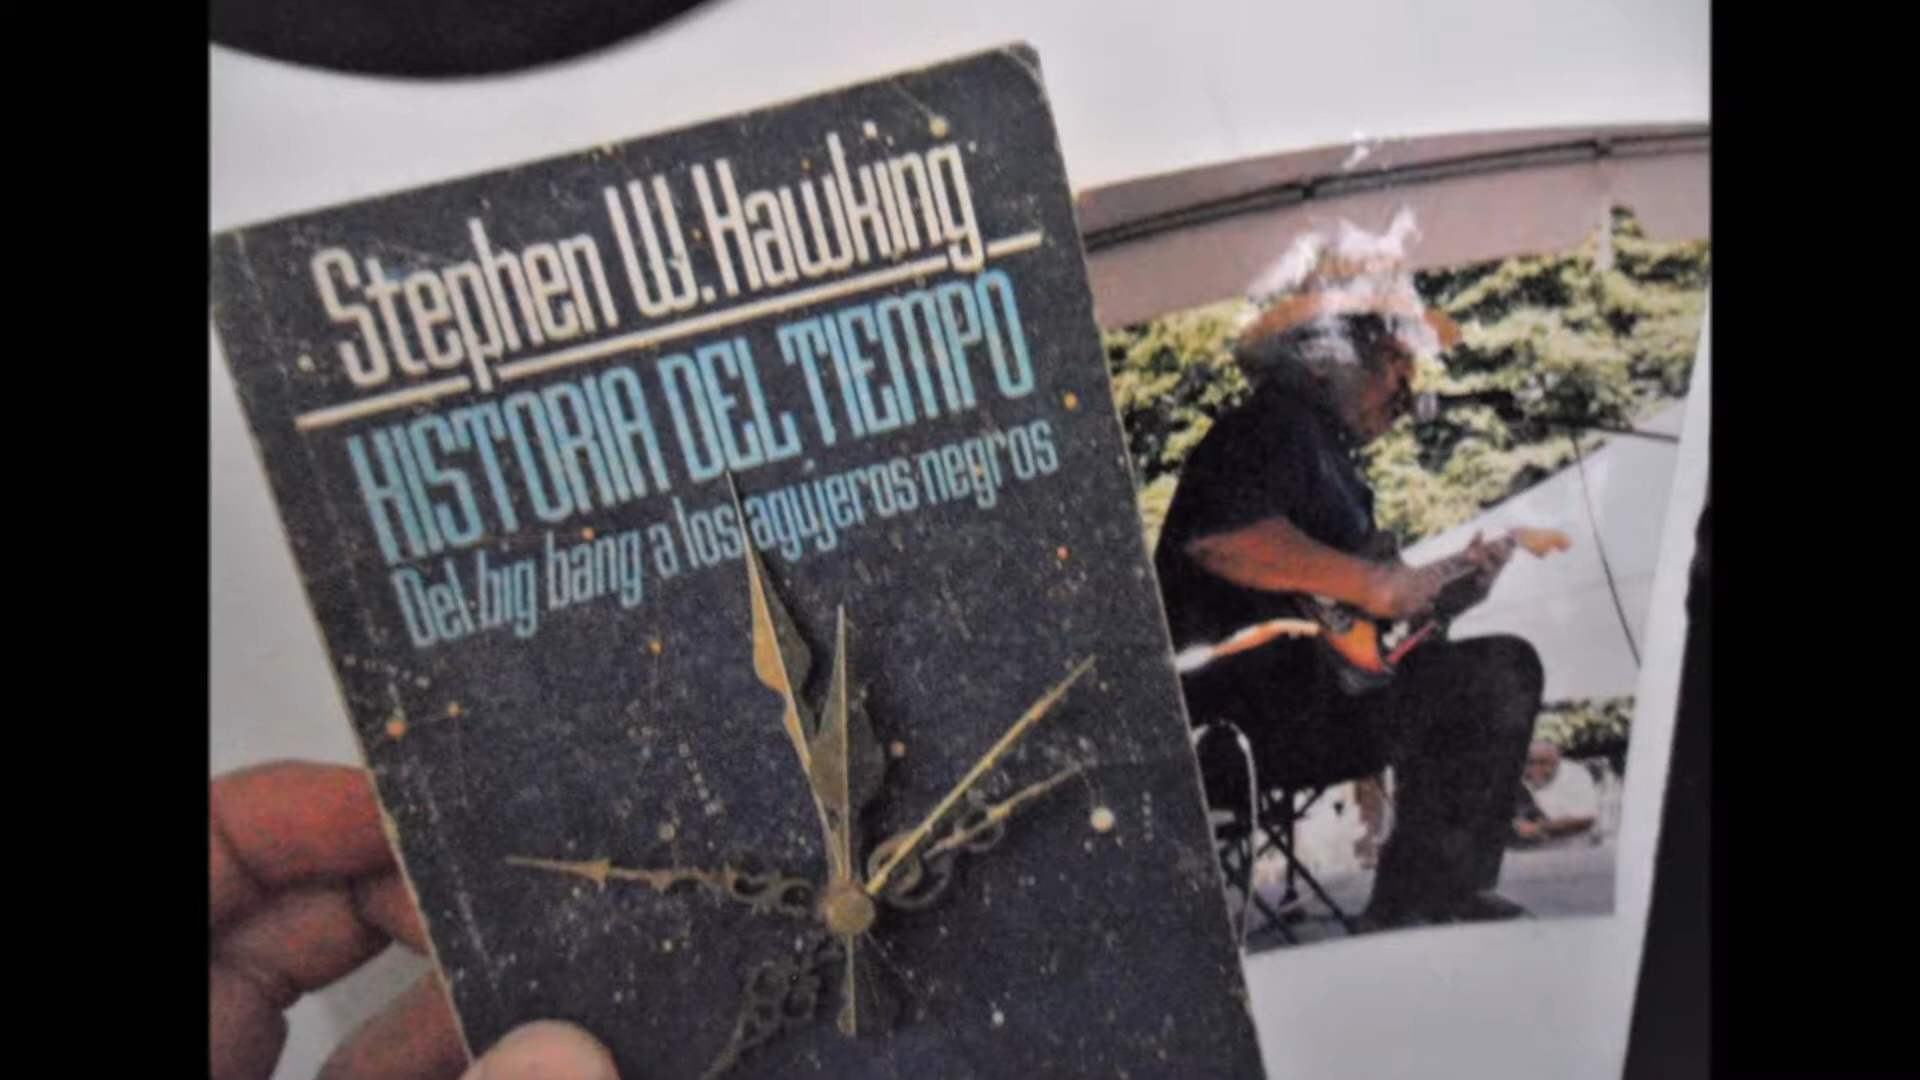 Stephen W. Hawking
HISTORIA DEL TIEMPO
Del big bang a los agujeros negros